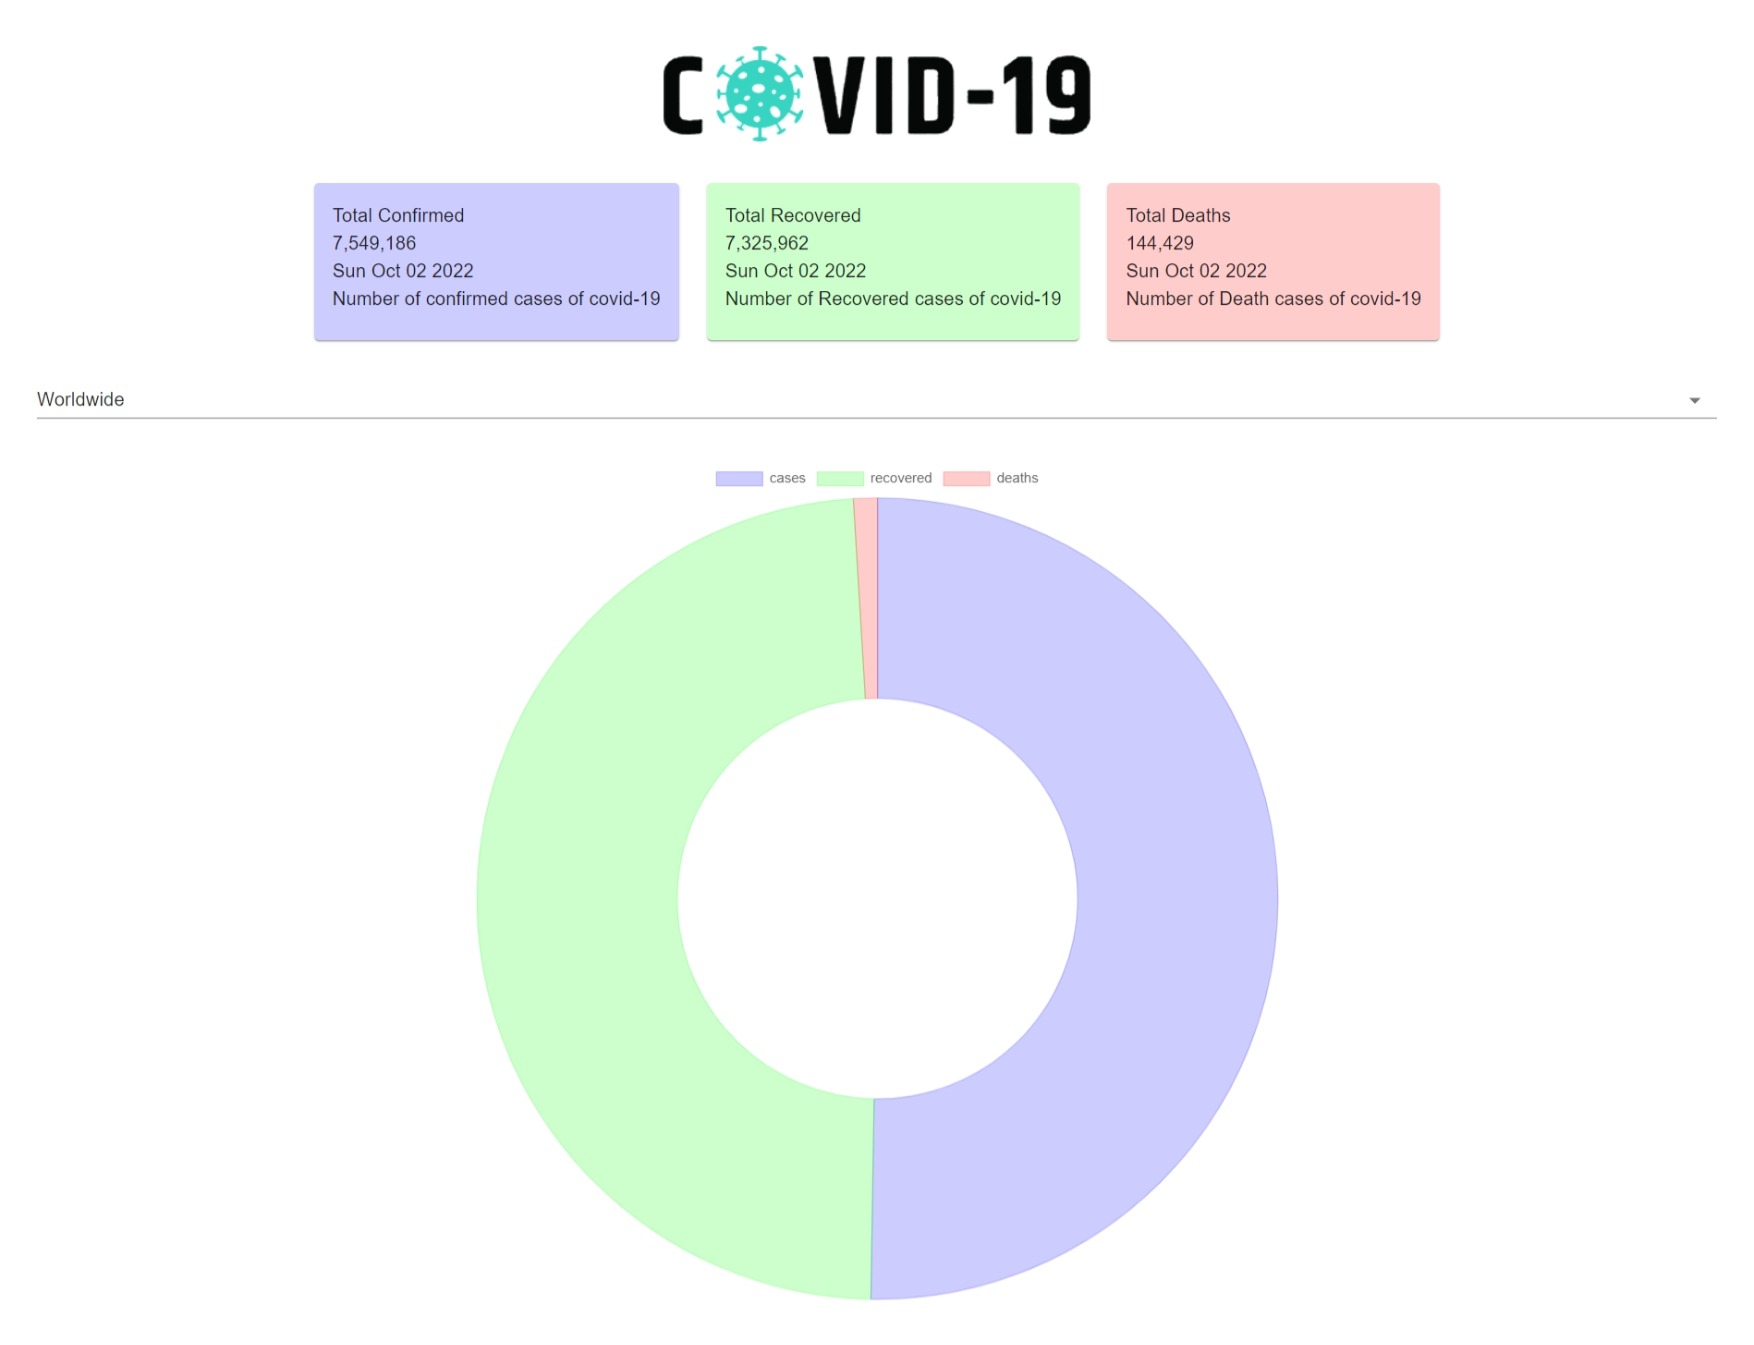 COVID-19
Total Confirmed
7,549,186
Sun Oct 02 2022
Number of confirmed cases of covid-19
Total Recovered
7,325,962
Sun Oct 02 2022
Number of Recovered cases of covid-19
Total Deaths
144,429
Sun Oct 02 2022
Number of Death cases of covid-19
Worldwide
cases recovered deaths